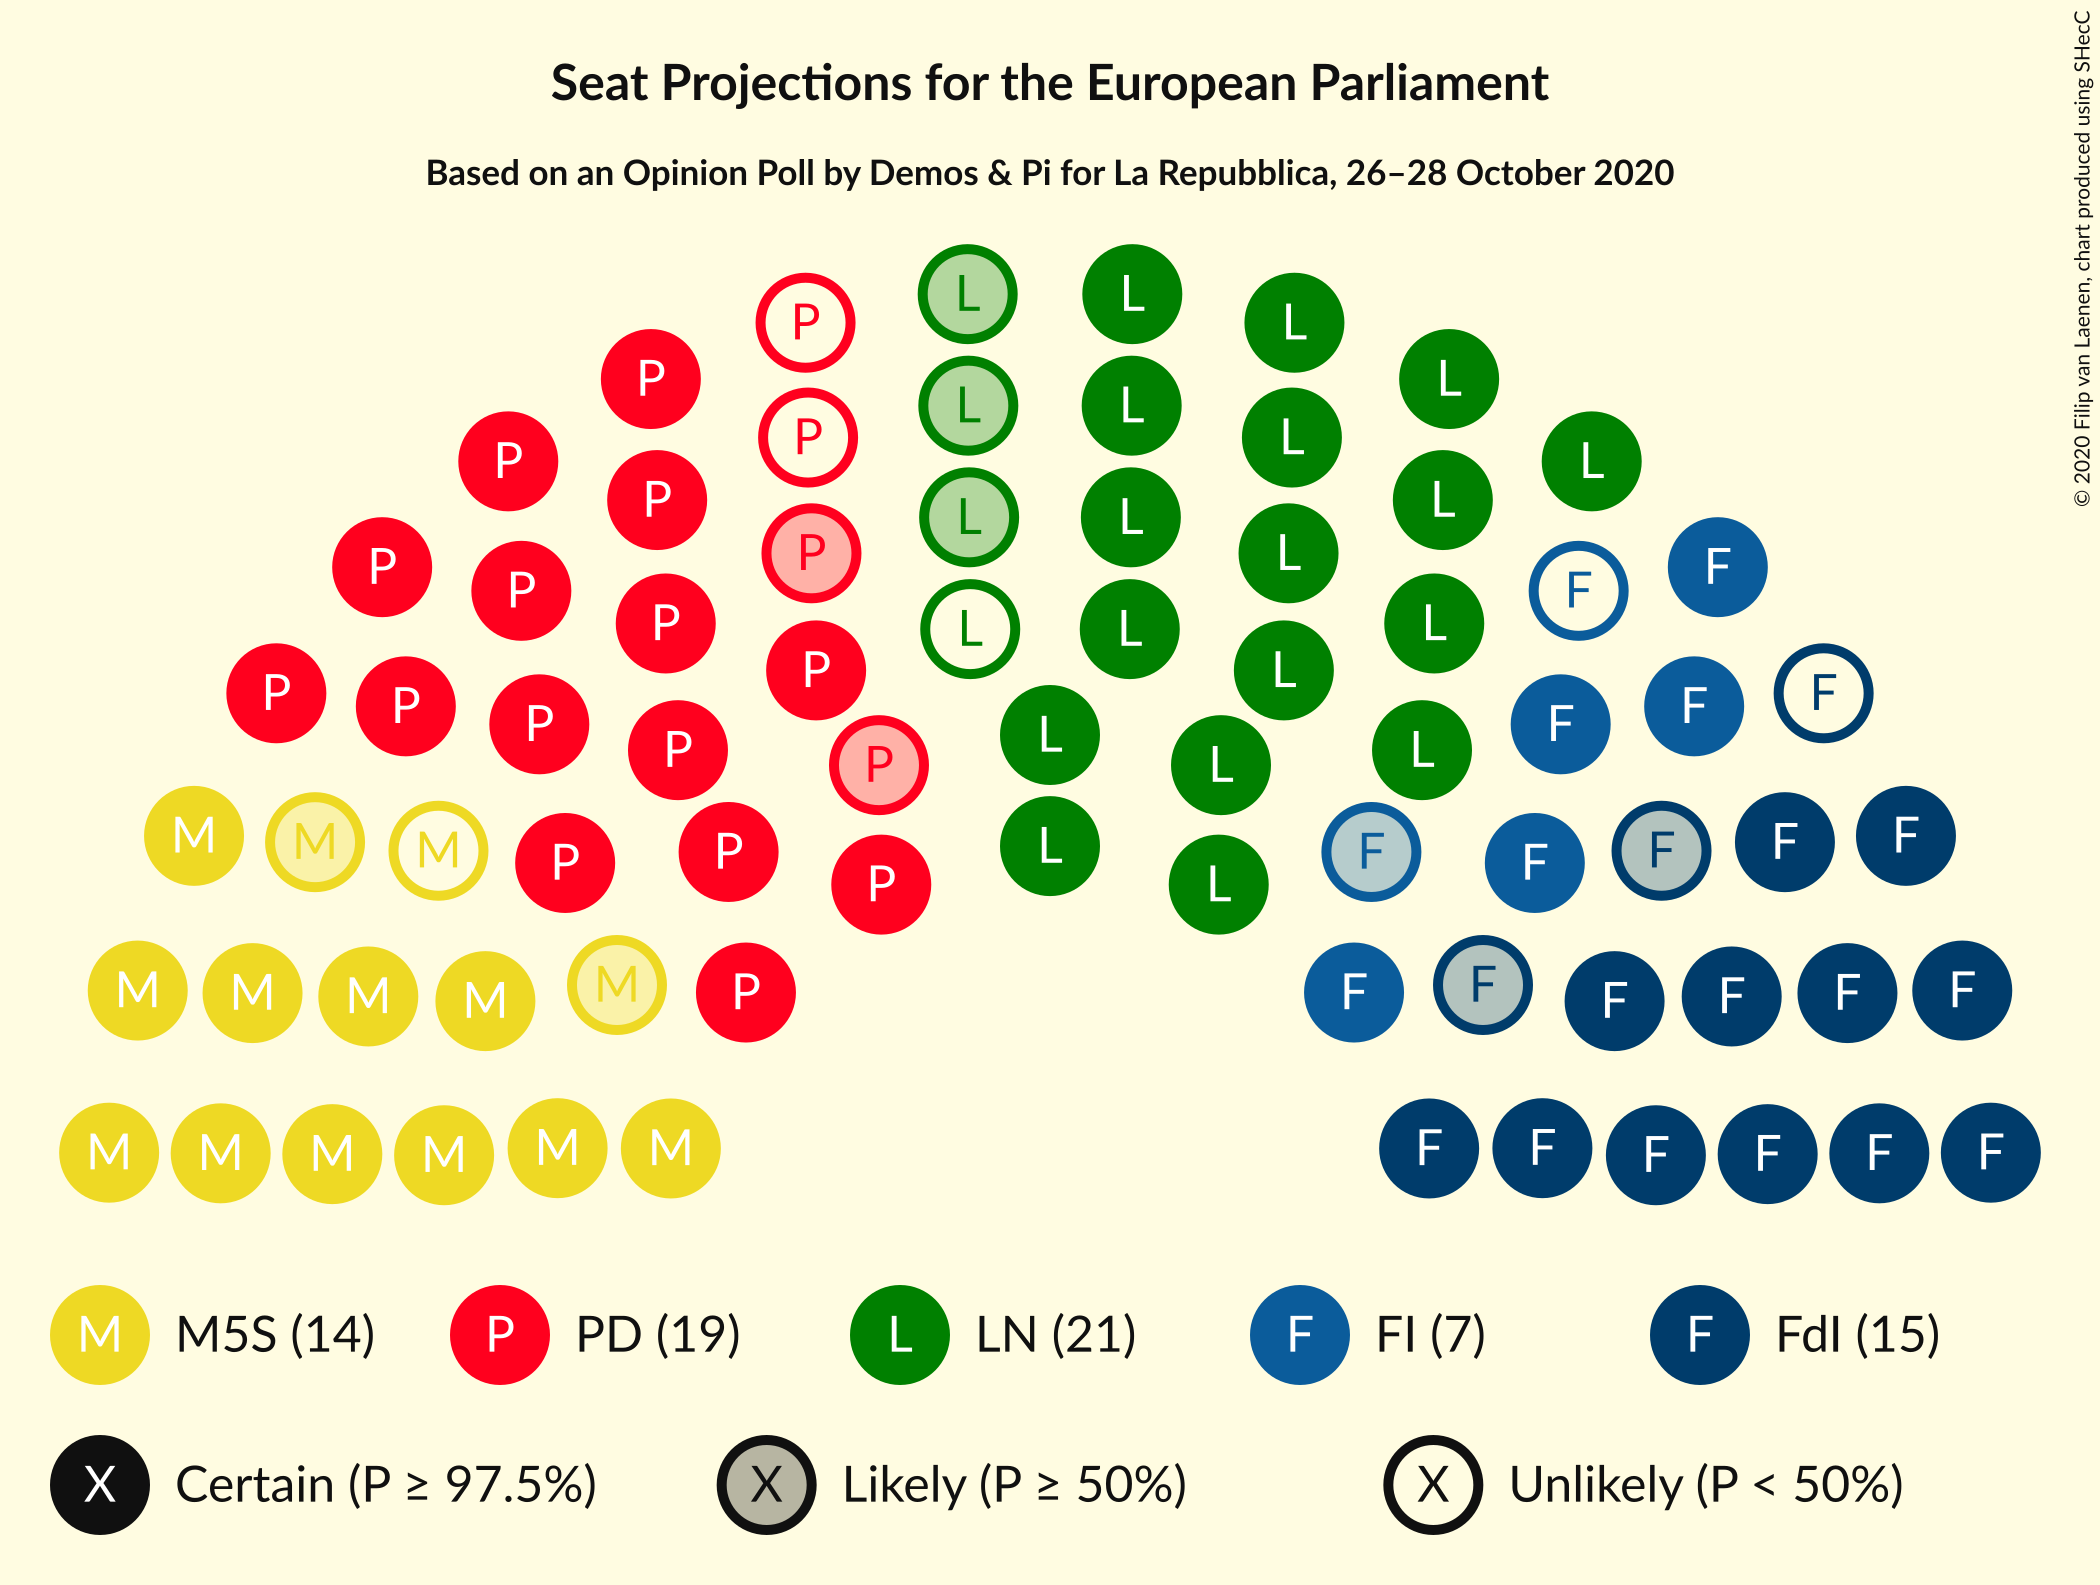 Seat Projections for the European Parliament
Based on an Opinion Poll by Demos & Pi for La Repubblica, 26–28 October 2020
© 2020 Filip van Laenen, chart produced using SHecC
L L
P L L
P L
P L L
P L
P L L
P L
P L
P L L
P L
P F
P L L
P L
P F
P L
P P F F
P P F F
P L
L
P L
M M M P P P L L F F F F F
M M M M M P F F F F F F
M M M M M M F F F F F F
M M5S (14) P PD (19) L LN (21) F FI (7) F FdI (15)
X Certain (P ≥ 97.5%) X Likely (P ≥ 50%) X Unlikely (P < 50%)